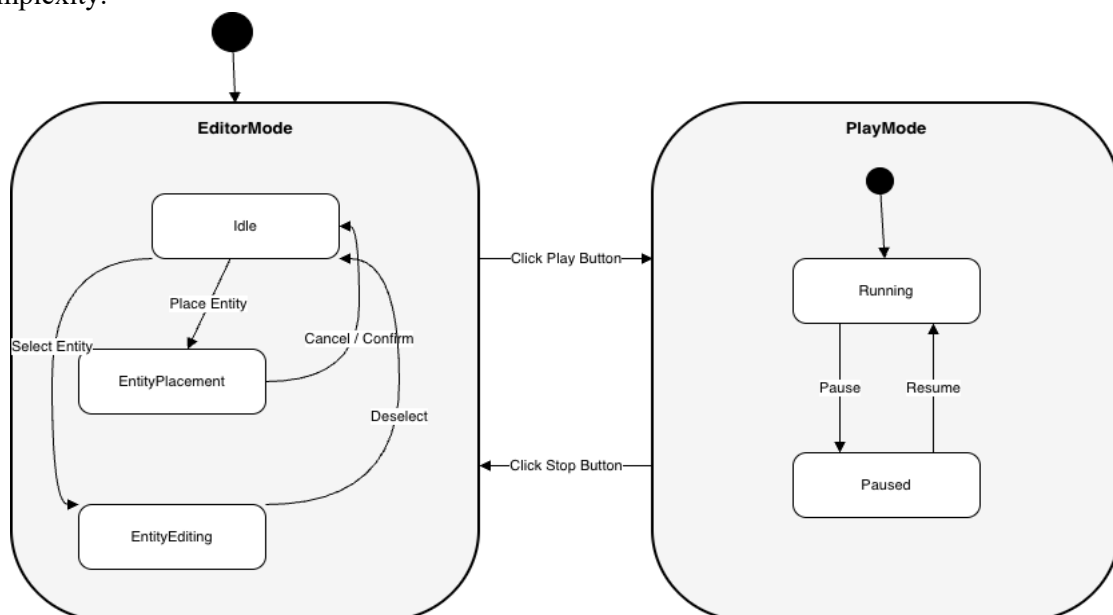 EditorMode
PlayMode
Idle
Click Play Button
Running
Place Entity
Select Entity
Cancel / Confirm
EntityPlacement
Pause
Resume
Deselect
Click Stop Button
Paused
EntityEditing